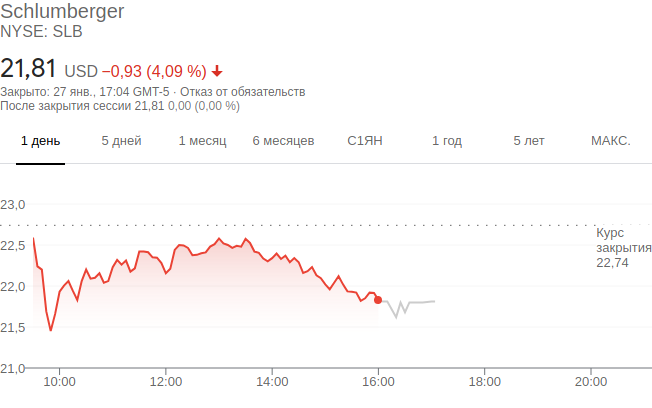 Schlumberger
NYSE: SLB
21,81 USD −0,93 (4,09 %)
Закрыто: 27 янв., 17:04 GMT-5 · Отказ от обязательств
После закрытия сессии 21,81 0,00 (0,00 %)
1 день 5 дней 1 месяц 6 месяцев С1ЯН 1 год 5 лет МАКС.
23,0
Курс
закрытия
22,74
22,5
22,0
21,5
21,0
10:00 12:00 14:00 16:00 18:00 20:00